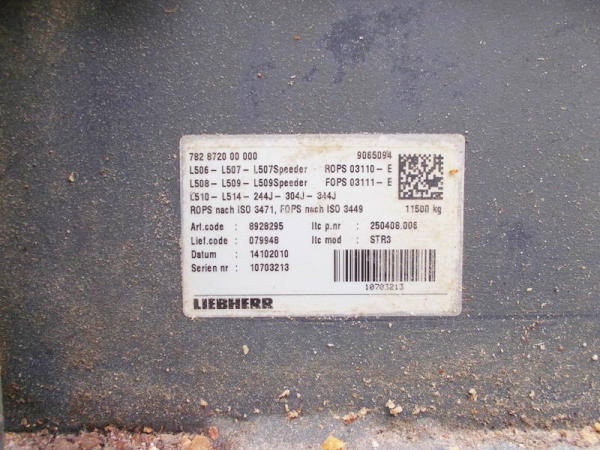 782 8720 00 000 9065094
L506- L507- L507Speeder ROPS 03110- E
L508- L509- L509Speeder FOPS 03111- E
L510- L514-244J-304J-344J
ROPS nach ISO 3471, FOPS nach ISO 3449 11500 kg
Art.code : 8928295 Itc p.nr : 250408.006
Lief.code : 079948 Itc mod : STR3
Datum : 14102010
Serien nr : 10703213
10703213
LIEBHERR